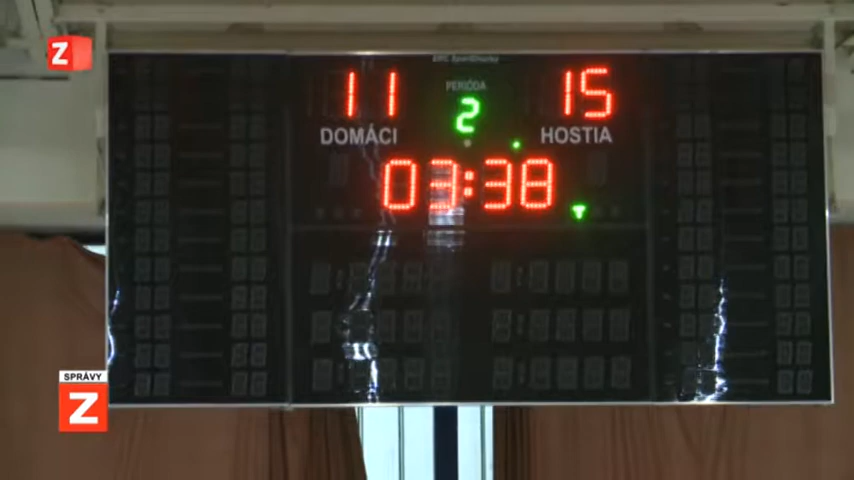 Z
11 PERIÓDA 15
2
DOMÁCI HOSTIA
03:38
T
SPRÁVY
Z